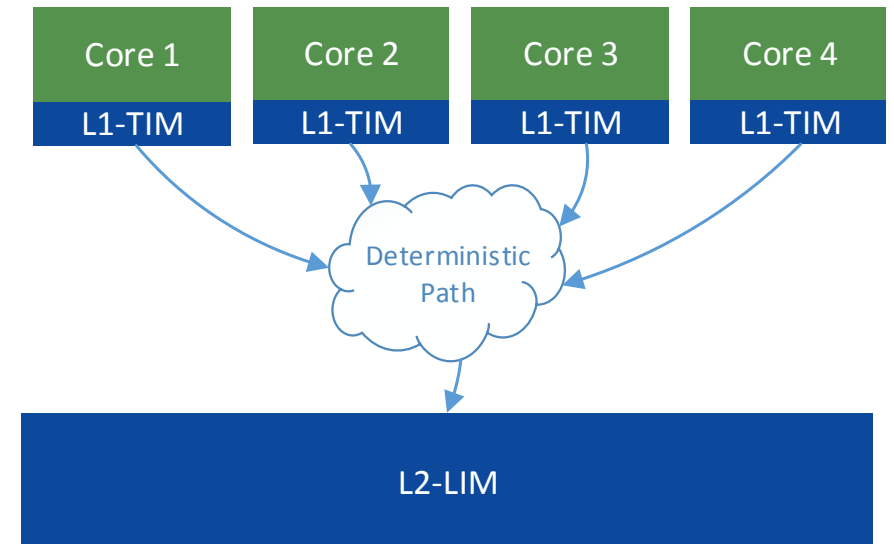 Core 1
Core 2
Core 3
Core 4
L1-TIM
L1-TIM
L1-TIM
L1-TIM
Deterministic
Path
L2-LIM